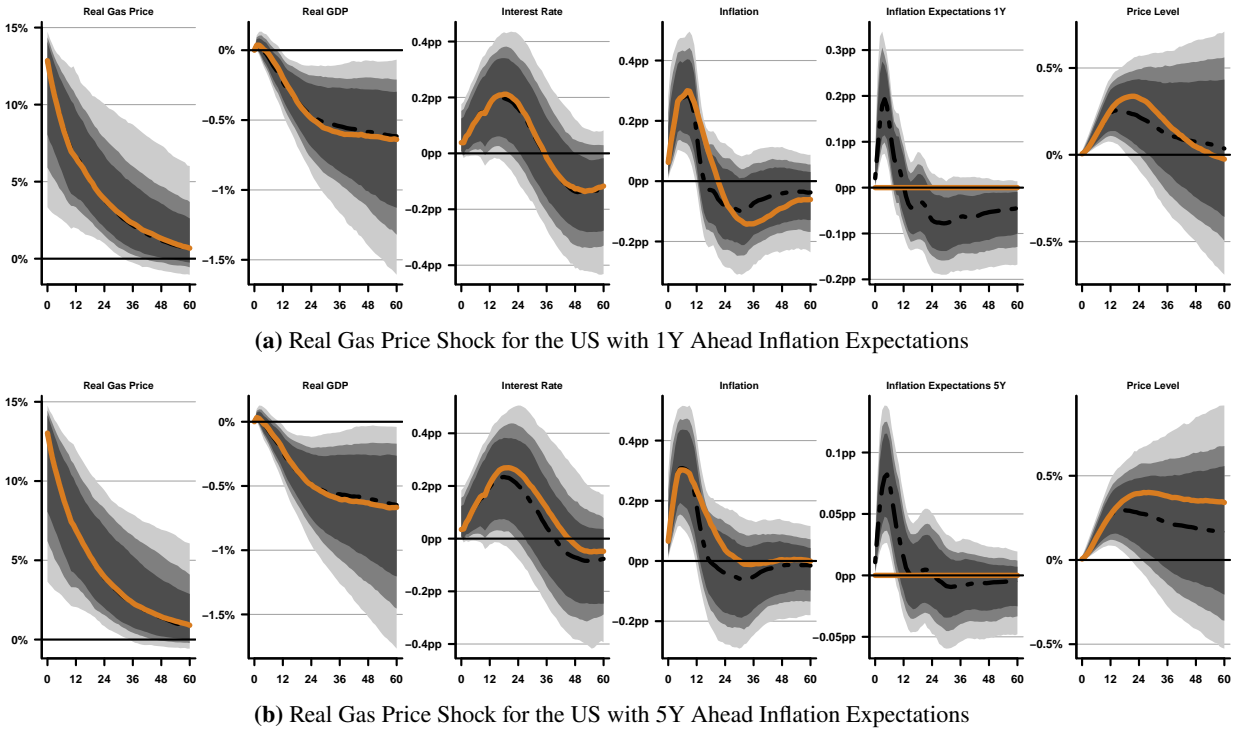 Real Gas Price Real GDP Interest Rate Inflation Inflation Expectations 1Y Price Level
15%
10%
5%
0%
0 12 24 36 48 60
0%
−0.5%
−1%
−1.5%
0 12 24 36 48 60
0.4pp
0.2pp
0pp
−0.2pp
−0.4pp
0 12 24 36 48 60
0.4pp
0.2pp
0pp
−0.2pp
0 12 24 36 48 60
0.3pp
0.2pp
0.1pp
0pp
−0.1pp
−0.2pp
0 12 24 36 48 60
0.5%
0%
−0.5%
0 12 24 36 48 60
(a) Real Gas Price Shock for the US with 1Y Ahead Inflation Expectations
Real Gas Price Real GDP Interest Rate Inflation Inflation Expectations 5Y Price Level
15%
10%
5%
0%
0 12 24 36 48 60
0%
−0.5%
−1%
−1.5%
0 12 24 36 48 60
0.4pp
0.2pp
0pp
−0.2pp
−0.4pp
0 12 24 36 48 60
0.4pp
0.2pp
0pp
−0.2pp
0 12 24 36 48 60
0.1pp
0.05pp
0pp
−0.05pp
0 12 24 36 48 60
0.5%
0%
−0.5%
0 12 24 36 48 60
(b) Real Gas Price Shock for the US with 5Y Ahead Inflation Expectations